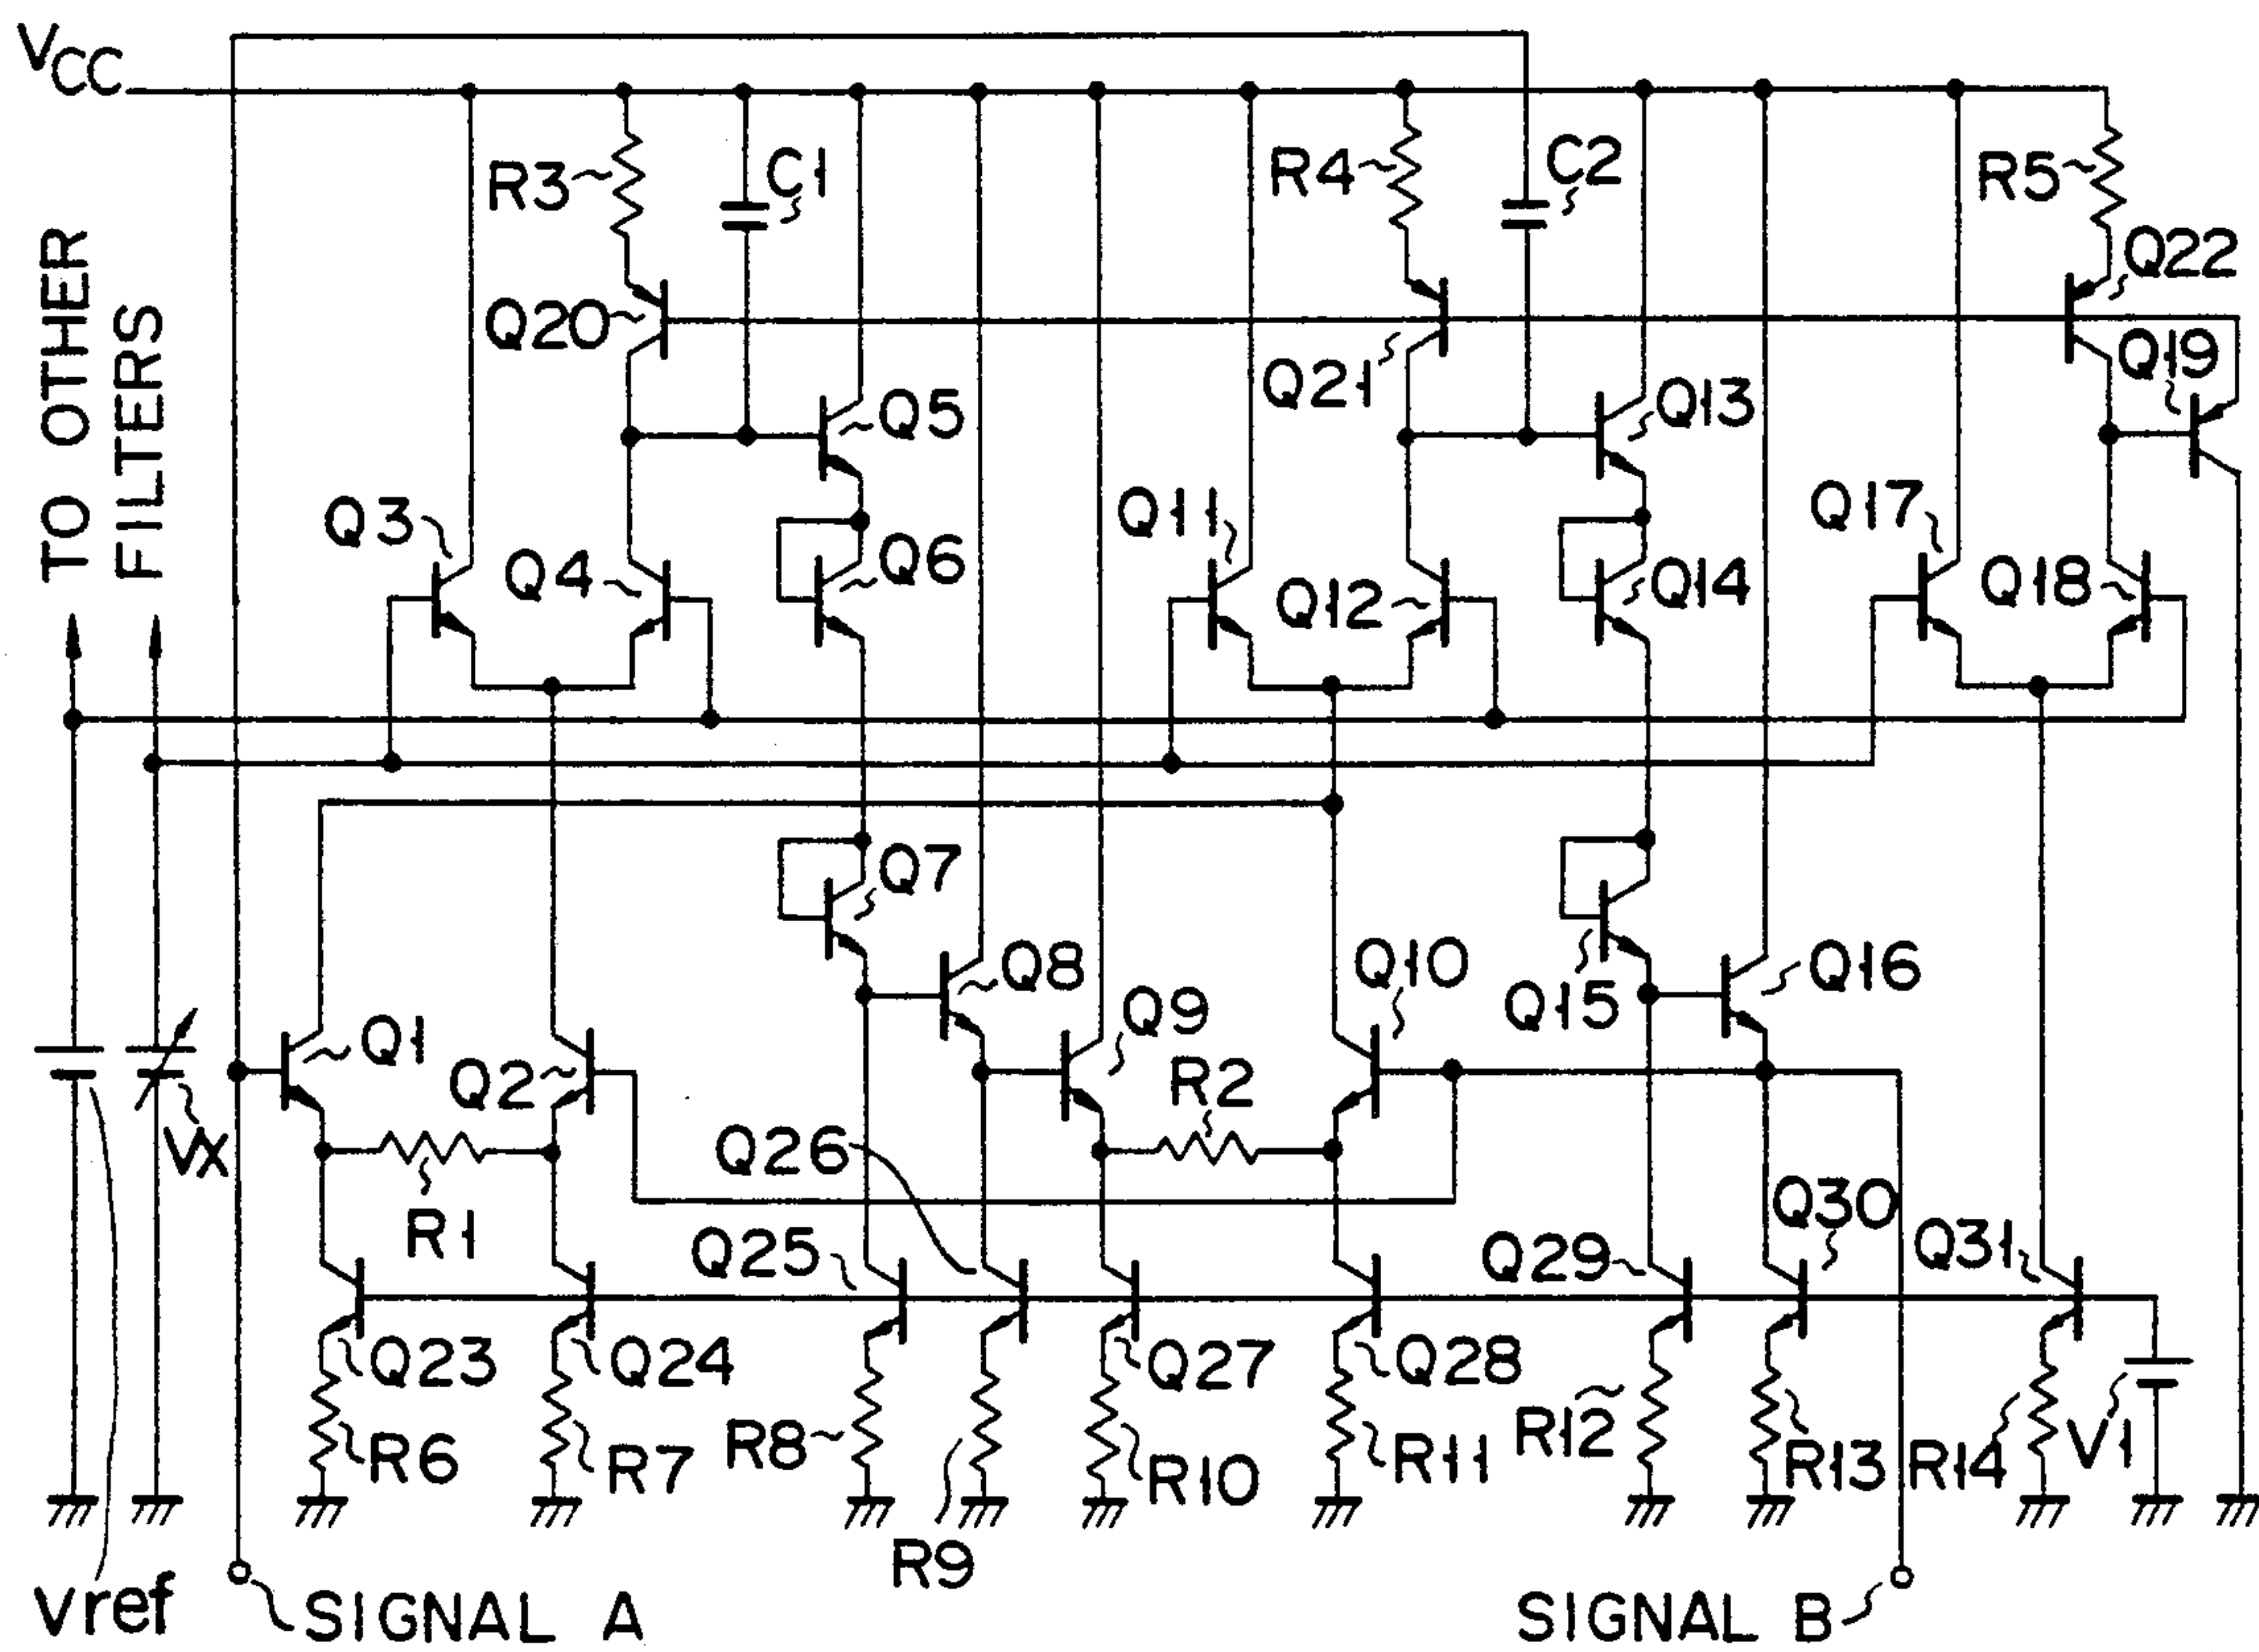 VCC
R3
C1
R4
C2
R5
TO OTHER
FILTERS
Q20
Q22
Q19
Q21
Q5
Q13
Q3
Q4
Q6
Q11
Q12
Q14
Q17
Q18
Q7
Q8
Q10
Q16
Q15
Q1
Q2
Q9
R2
Vx
Q26
R1
Q25
Q30
Q29
Q31
Q23
Q24
Q27
Q28
R6
R7
R8
R10
R11
R12
R13
R14
V1
R9
Vref
SIGNAL A
SIGNAL B